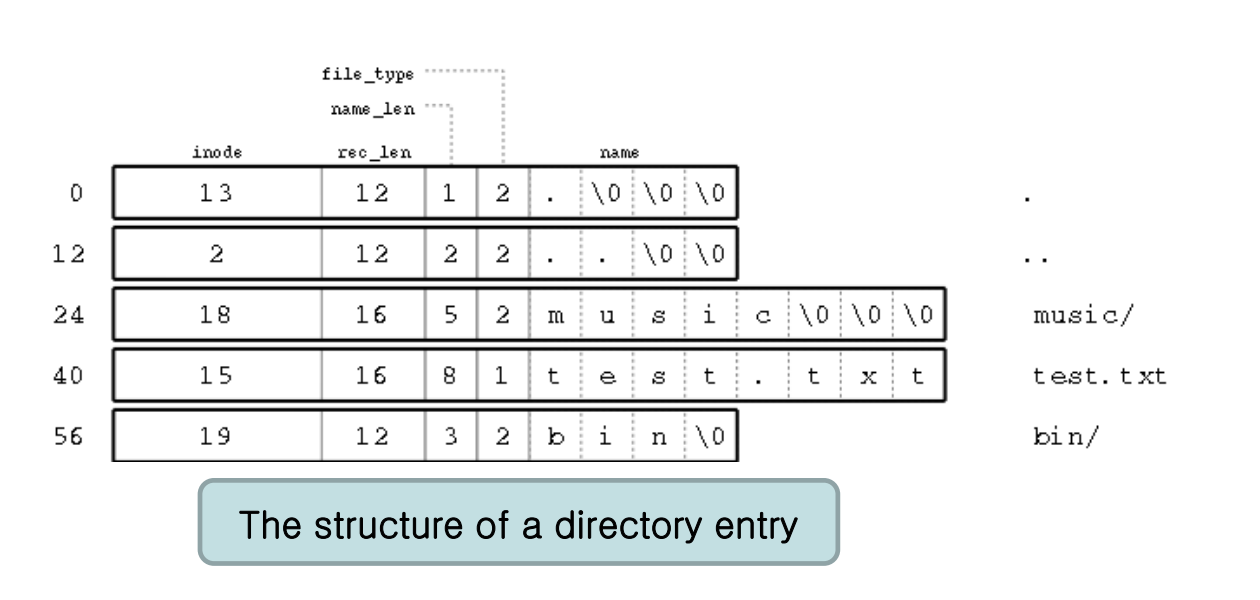 file_type
name_len
inode rec_len name
0 13 12 1 2 . \0 \0 \0 .
12 2 12 2 2 . . \0 \0 ..
24 18 16 5 2 m u s i c \0 \0 \0 music/
40 15 16 8 1 t e s t . t x t test.txt
56 19 12 3 2 b i n \0 bin/
The structure of a directory entry